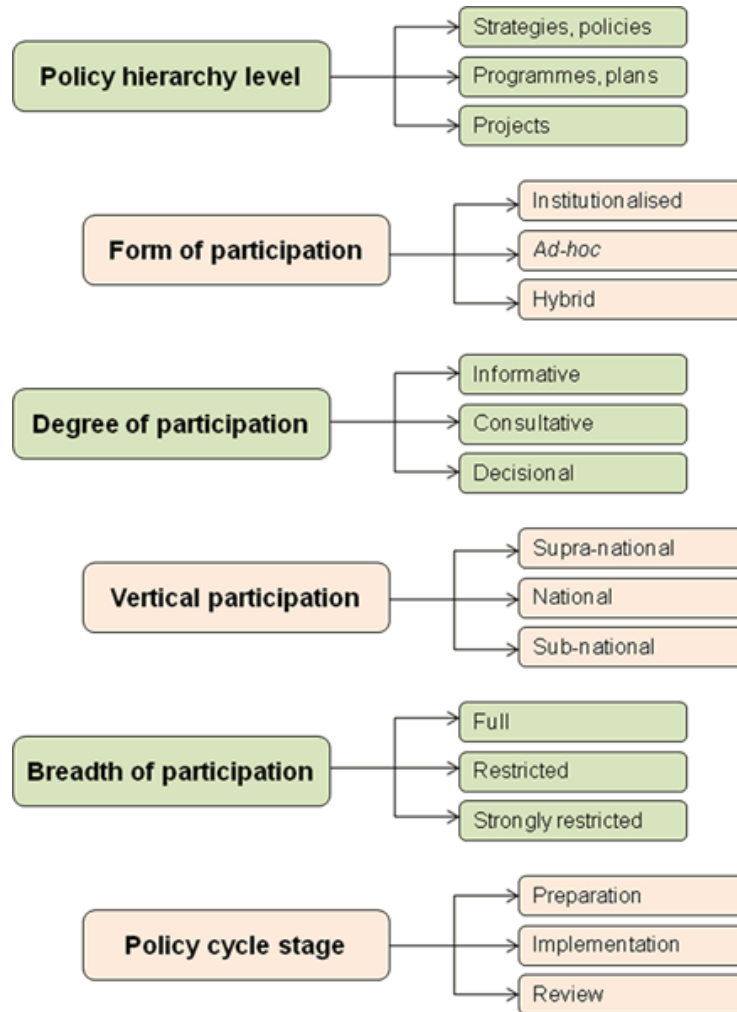 Policy hierarchy level
Strategies, policies
Programmes, plans
Projects
Form of participation
Institutionalised
Ad-hoc
Hybrid
Degree of participation
Informative
Consultative
Decisional
Vertical participation
Supra-national
National
Sub-national
Breadth of participation
Full
Restricted
Strongly restricted
Policy cycle stage
Preparation
Implementation
Review